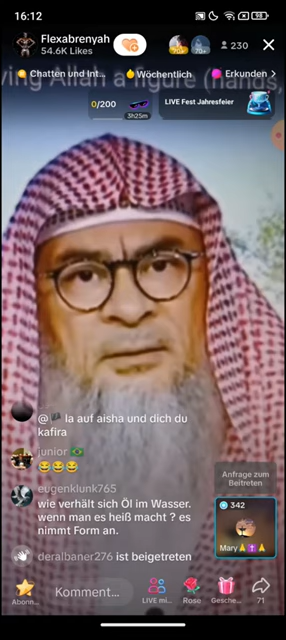 16:12
98
Flexabrenyah
54.6K Likes
70+
230
Chatten und Int...
Wöchentlich
Erkunden
ving Allah a figure (hands,
0/200
3h25m
LIVE Fest Jahresfeier
@🏴 la auf aisha und dich du
kafira
junior 🇧🇷
😂😂😂
eugenklunk765
wie verhält sich Öl im Wasser.
wenn man es heiß macht ? es
nimmt Form an.
Anfrage zum
Beitreten
342
Mary🙏✝️🙏
deralbaner276 ist beigetreten
Abonn...
Kommentar...
LIVE mi...
Rose
Gesche...
71